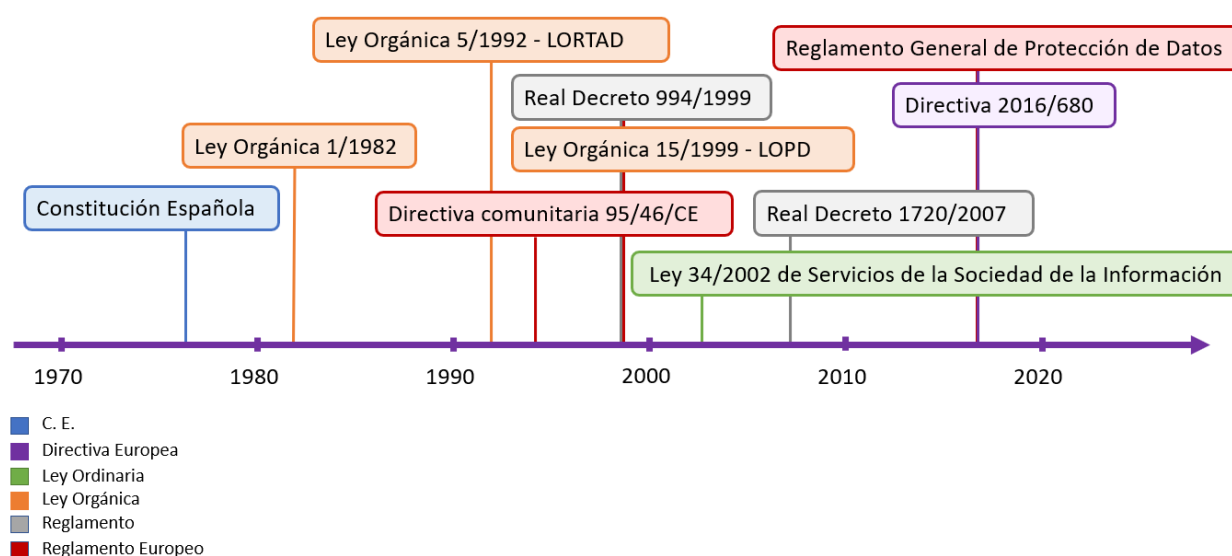 Ley Orgánica 5/1992 - LORTAD
Reglamento General de Protección de Datos
Real Decreto 994/1999
Directiva 2016/680
Ley Orgánica 1/1982
Ley Orgánica 15/1999 - LOPD
Constitución Española
Directiva comunitaria 95/46/CE
Real Decreto 1720/2007
Ley 34/2002 de Servicios de la Sociedad de la Información
1970
1980
1990
2000
2010
2020
C. E.
Directiva Europea
Ley Ordinaria
Ley Orgánica
Reglamento
Reglamento Europeo